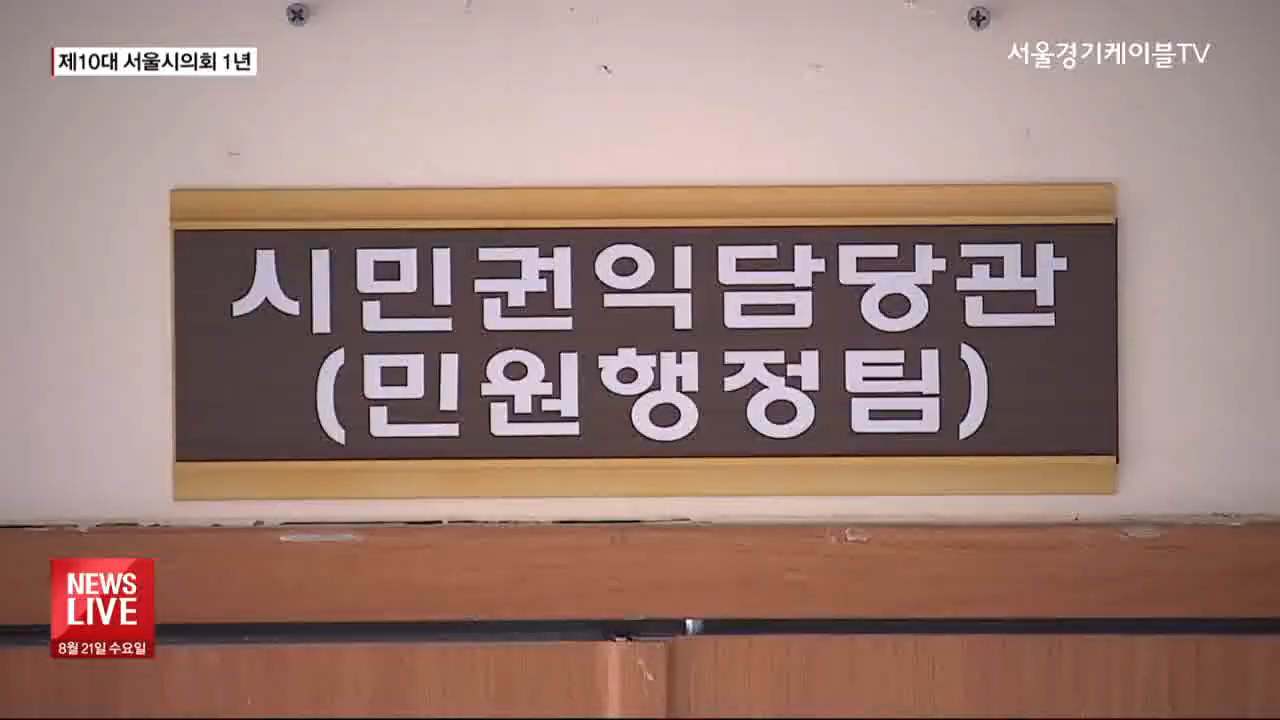 제10대 서울시의회 1년
서울경기케이블TV
시민권익담당관
(민원행정팀)
NEWS
LIVE
8월 21일 수요일